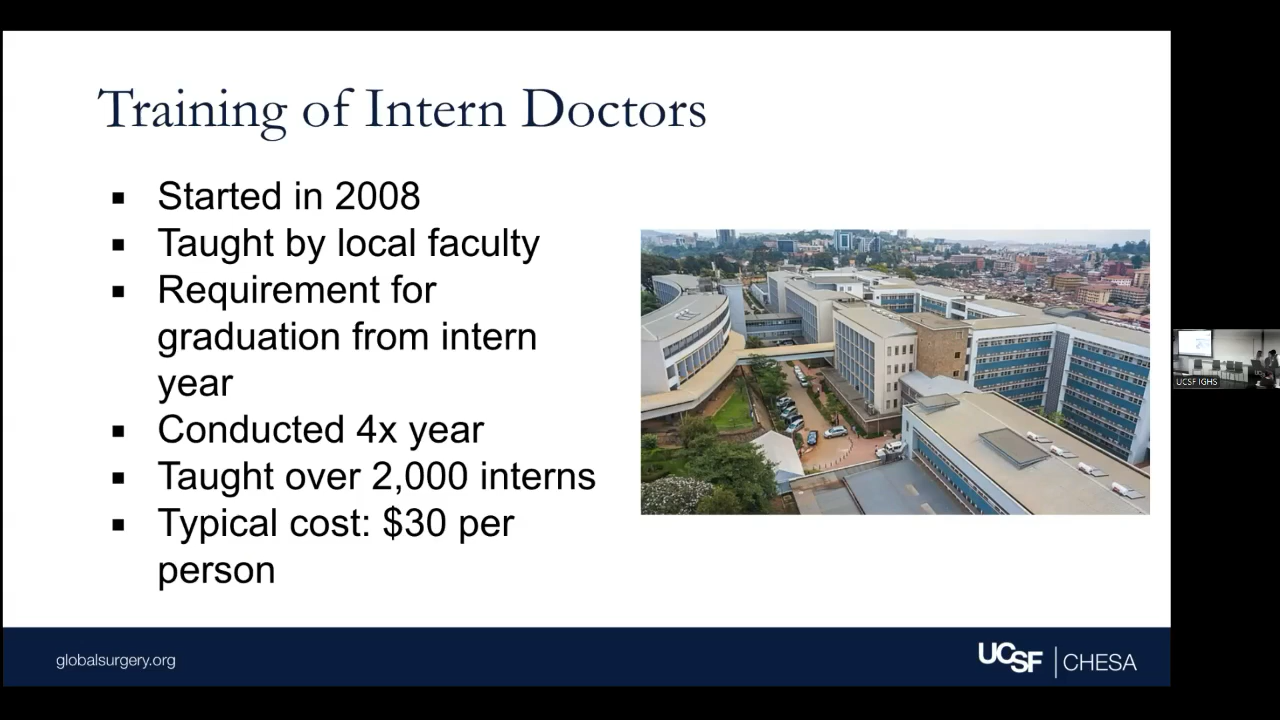 Training of Intern Doctors
▪ Started in 2008
▪ Taught by local faculty
▪ Requirement for
graduation from intern
year
▪ Conducted 4x year
▪ Taught over 2,000 interns
▪ Typical cost: $30 per
person
UCSF IGHS
globalsurgery.org
UCSF | CHESA